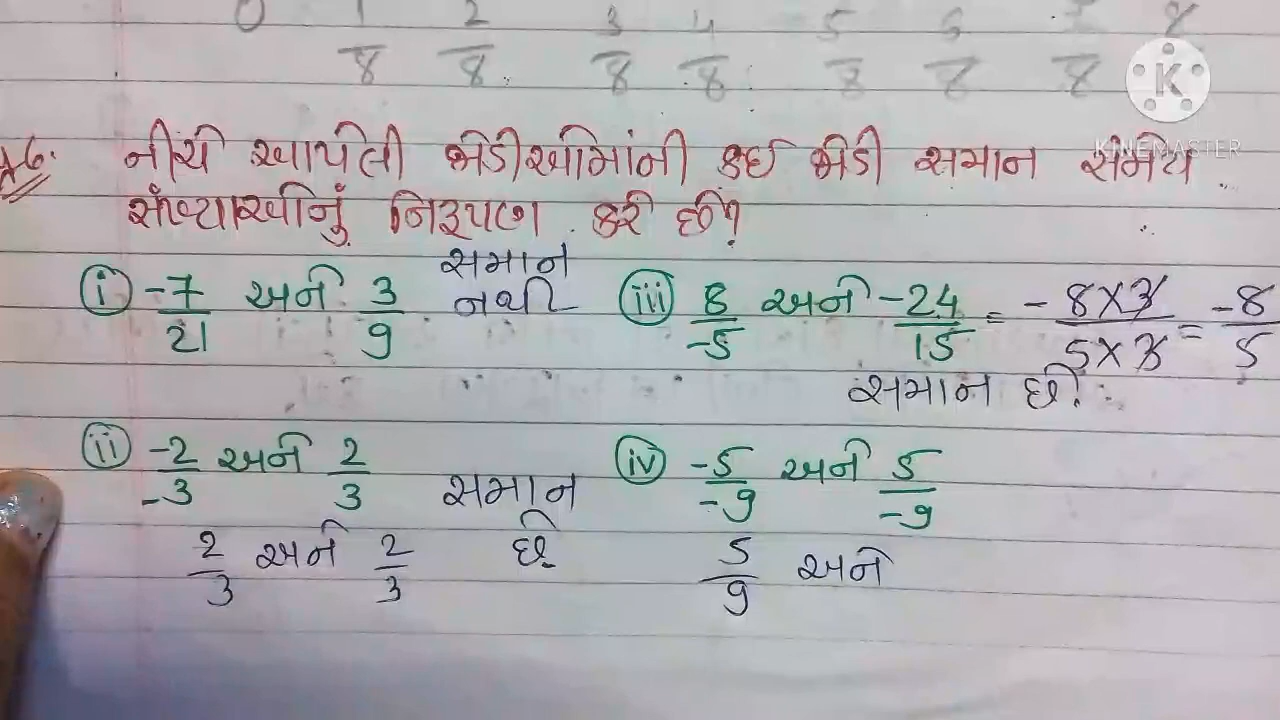 0 1/8 2/8 3/8 4/8 5/8 6/8 7/8 8
KINEMASTER
નીચે આપેલી જોડીઓમાંની કઈ જોડી સમાન સંમેય
સંખ્યાઓનું નિરૂપણ કરે છે?
(i) -7/21 અને 3/9 સમાન નથી
(iii) 8/-5 અને -24/15 = -8×3/5×3 = -8/5
સમાન છે.
(ii) -2/-3 અને 2/3 સમાન છે
2/3 અને 2/3
(iv) -5/-9 અને 5/-9
5/9 અને